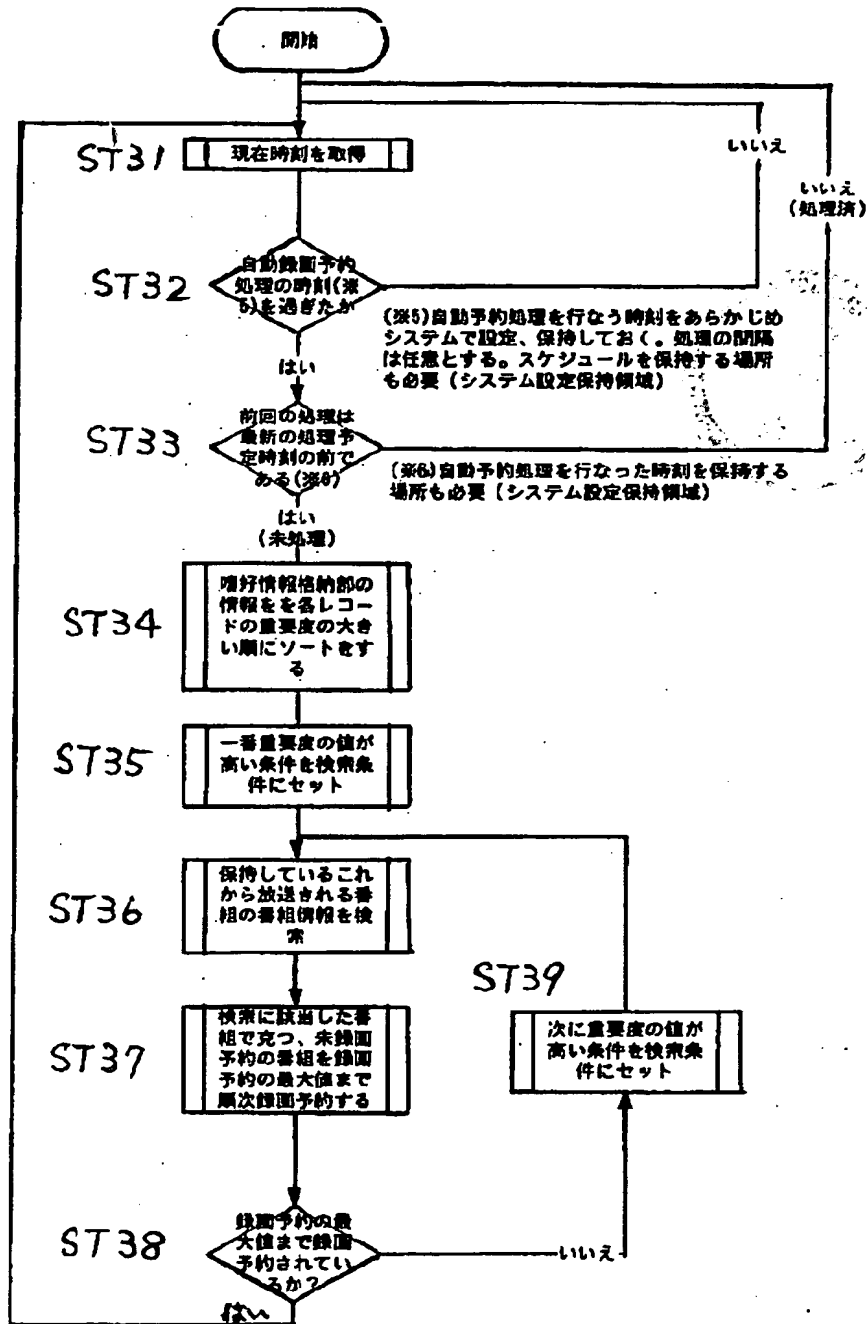 開始
ST31
現在時刻を取得
いいえ
いいえ
(処理済)
ST32
自動録画予約
処理の時刻(※
5)を過ぎたか
(※5)自動予約処理を行なう時刻をあらかじめ
システムで設定、保持しておく。処理の間隔
は任意とする。スケジュールを保持する場所
も必要(システム設定保持領域)
はい
ST33
前回の処理は
最新の処理予
定時刻の前で
ある(※6)
(※6)自動予約処理を行なった時刻を保持する
場所も必要(システム設定保持領域)
はい
(未処理)
ST34
嗜好情報格納部の
情報をを各レコー
ドの重要度の大き
い順にソートをす
る
ST35
一番重要度の値が
高い条件を検索条
件にセット
ST36
保持しているこれ
から放送される番
組の番組情報を検
索
ST37
検索に該当した番
組で充つ、未録画
予約の番組を録画
予約の最大値まで
順次録画予約する
ST39
次に重要度の値が
高い条件を検索条
件にセット
ST38
録画予約の最
大値まで録画
予約されてい
るか?
いいえ
はい